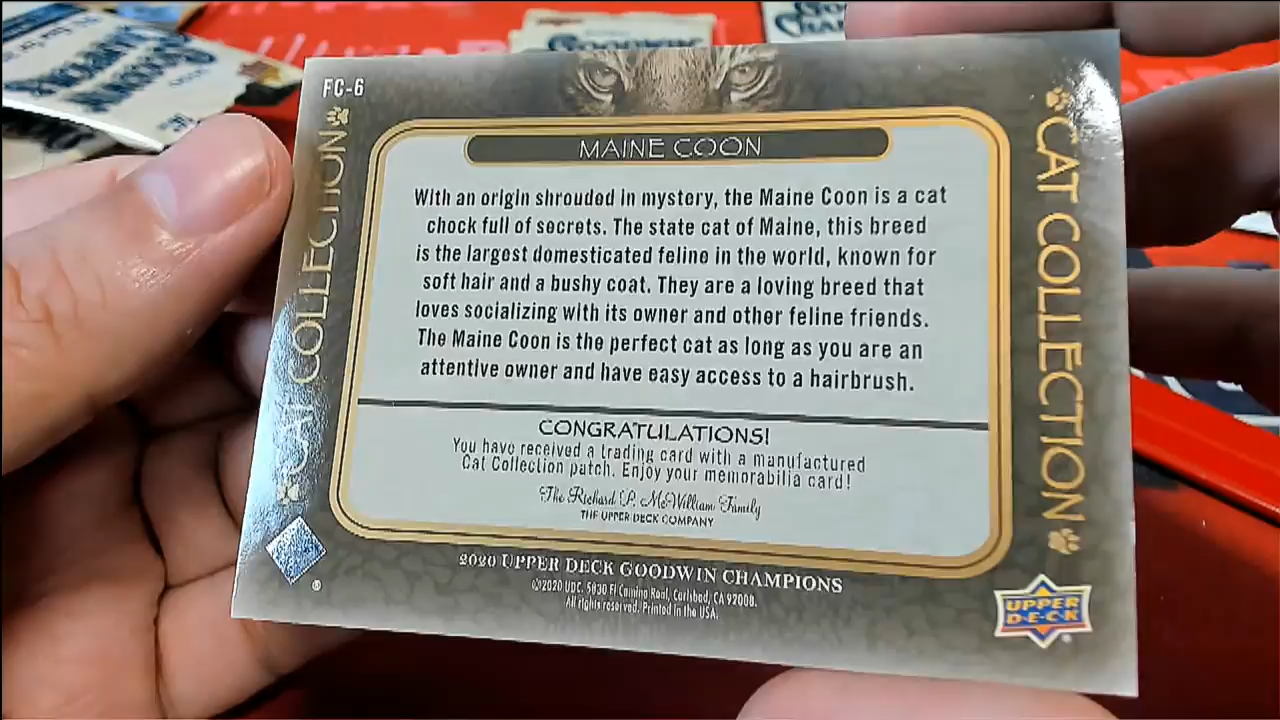 GOODWIN
GOODWIN
FC-6
CAT COLLECTION
CAT COLLECTION
MAINE COON
With an origin shrouded in mystery, the Maine Coon is a cat
chock full of secrets. The state cat of Maine, this breed
is the largest domesticated feline in the world, known for
soft hair and a bushy coat. They are a loving breed that
loves socializing with its owner and other feline friends.
The Maine Coon is the perfect cat as long as you are an
attentive owner and have easy access to a hairbrush.
CONGRATULATIONS!
You have received a trading card with a manufactured
Cat Collection patch. Enjoy your memorabilia card!
The Richard P. McWilliam Family
THE UPPER DECK COMPANY
2020 UPPER DECK GOODWIN CHAMPIONS
©2020 UDC. 5830 El Camino Real, Carlsbad, CA 92008.
All rights reserved. Printed in the USA.
®
UPPER
DECK
®